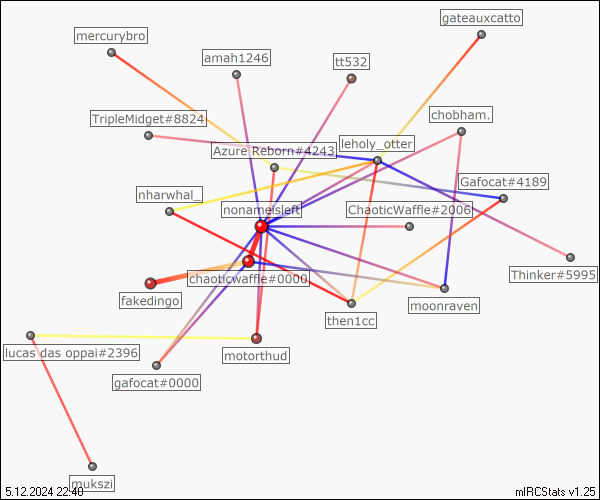 gateauxcatto
mercurybro
amah1246
tt532
TripleMidget#8824
chobham.
leholy_otter
Azure Reborn#4243
Gafocat#4189
nharwhal_
nonameisleft
ChaoticWaffle#2006
Thinker#5995
chaoticwaffle#0000
fakedingo
moonraven
then1cc
lucas das oppai#2396
motorthud
gafocat#0000
mukszi
5.12.2024 22:40
mIRCStats v1.25